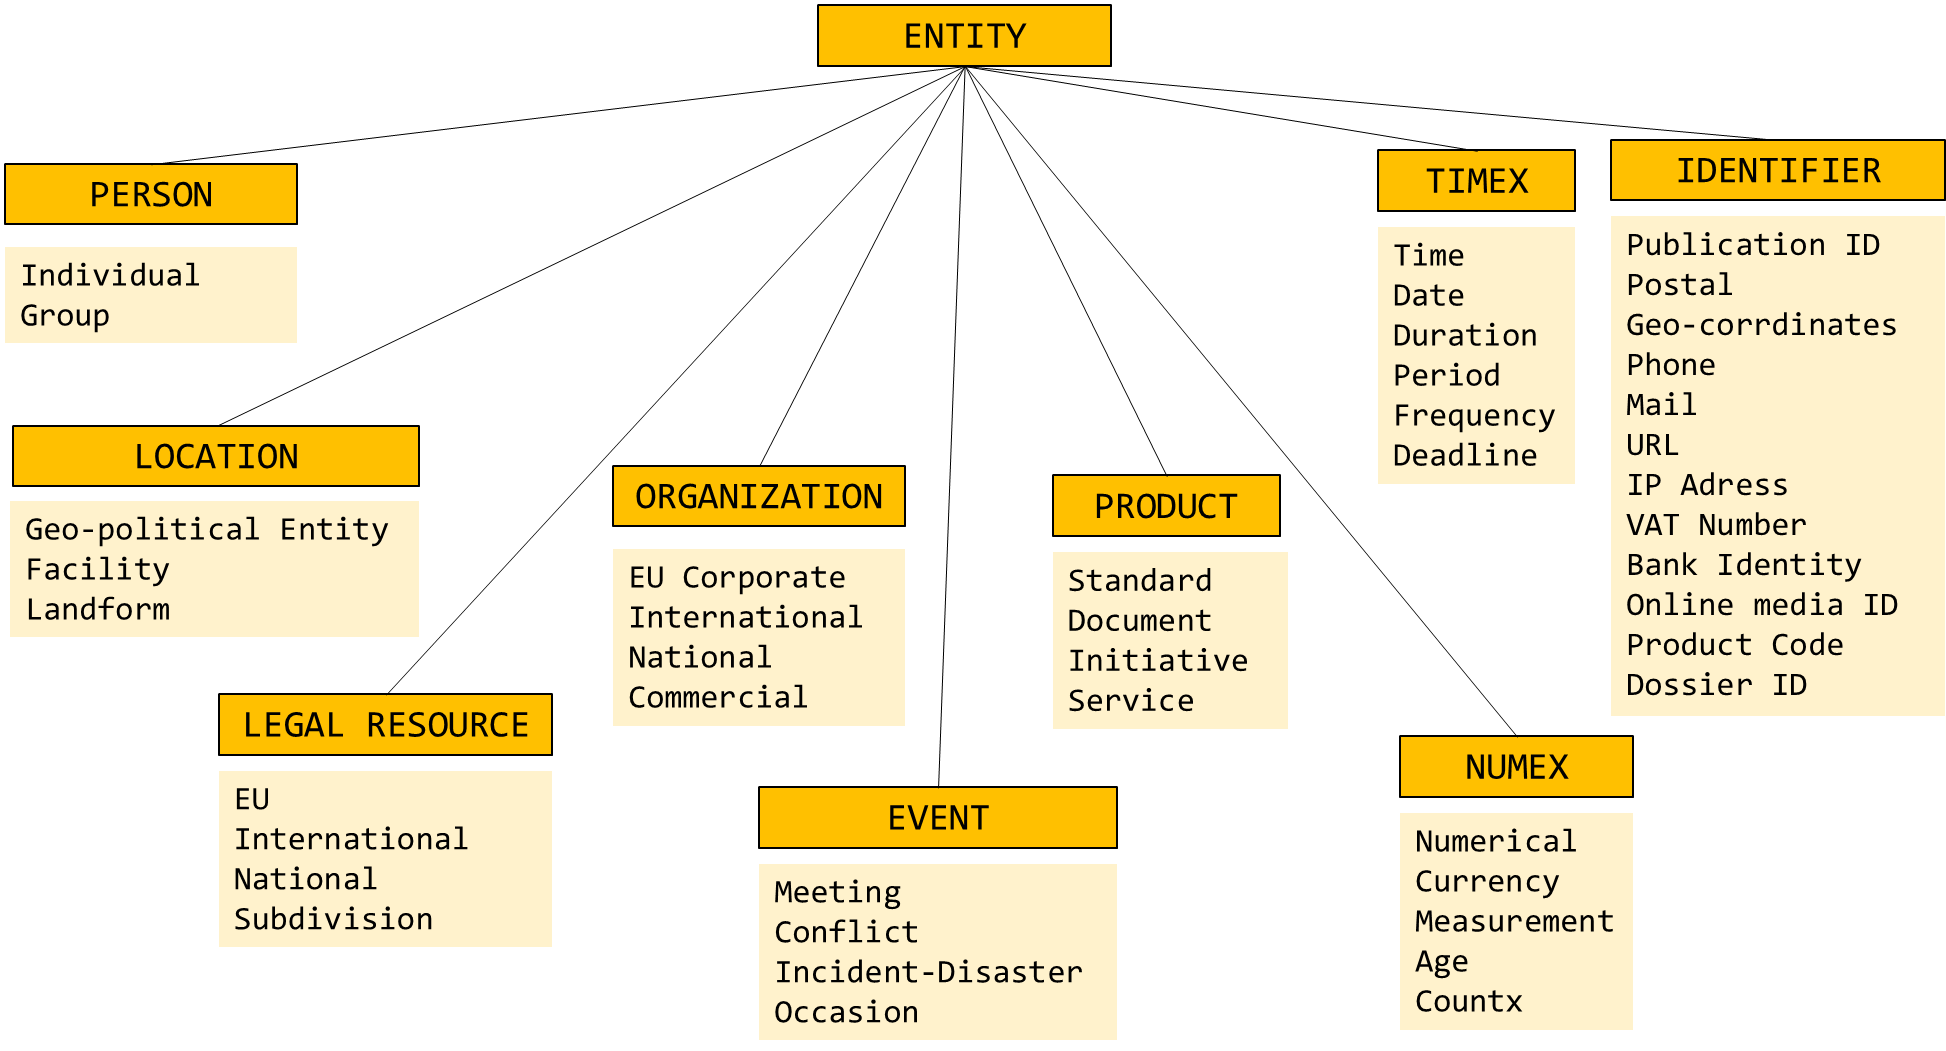 ENTITY
PERSON
Individual
Group
LOCATION
Geo-political Entity
Facility
Landform
LEGAL RESOURCE
EU
International
National
Subdivision
ORGANIZATION
EU Corporate
International
National
Commercial
EVENT
Meeting
Conflict
Incident-Disaster
Occasion
PRODUCT
Standard
Document
Initiative
Service
TIMEX
Time
Date
Duration
Period
Frequency
Deadline
NUMEX
Numerical
Currency
Measurement
Age
Countx
IDENTIFIER
Publication ID
Postal
Geo-corrdinates
Phone
Mail
URL
IP Adress
VAT Number
Bank Identity
Online media ID
Product Code
Dossier ID